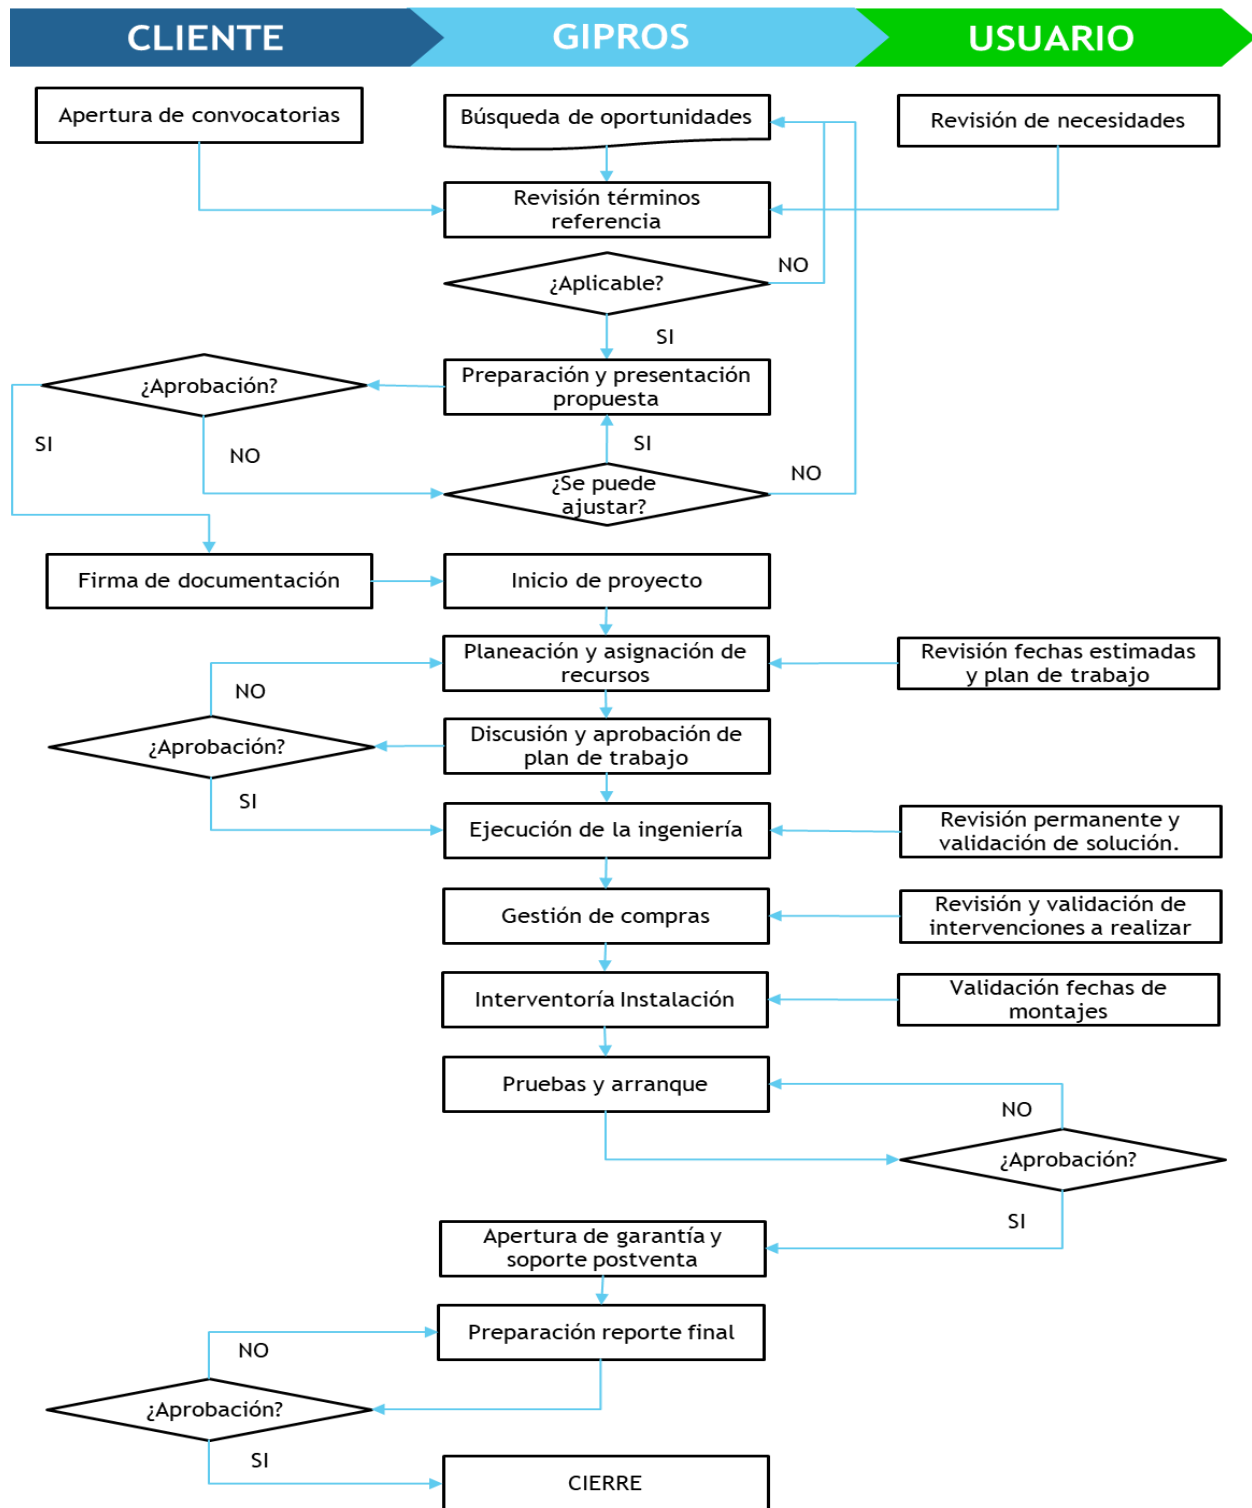 CLIENTE
GIPROS
USUARIO
Apertura de convocatorias
Búsqueda de oportunidades
Revisión de necesidades
Revisión términos
referencia
¿Aplicable?
NO
SI
¿Aprobación?
Preparación y presentación
propuesta
SI
NO
SI
¿Se puede
ajustar?
NO
Firma de documentación
Inicio de proyecto
Planeación y asignación de
recursos
Revisión fechas estimadas
y plan de trabajo
NO
¿Aprobación?
Discusión y aprobación de
plan de trabajo
SI
Ejecución de la ingeniería
Revisión permanente y
validación de solución.
Gestión de compras
Revisión y validación de
intervenciones a realizar
Interventoría Instalación
Validación fechas de
montajes
Pruebas y arranque
NO
¿Aprobación?
SI
Apertura de garantía y
soporte postventa
Preparación reporte final
NO
¿Aprobación?
SI
CIERRE